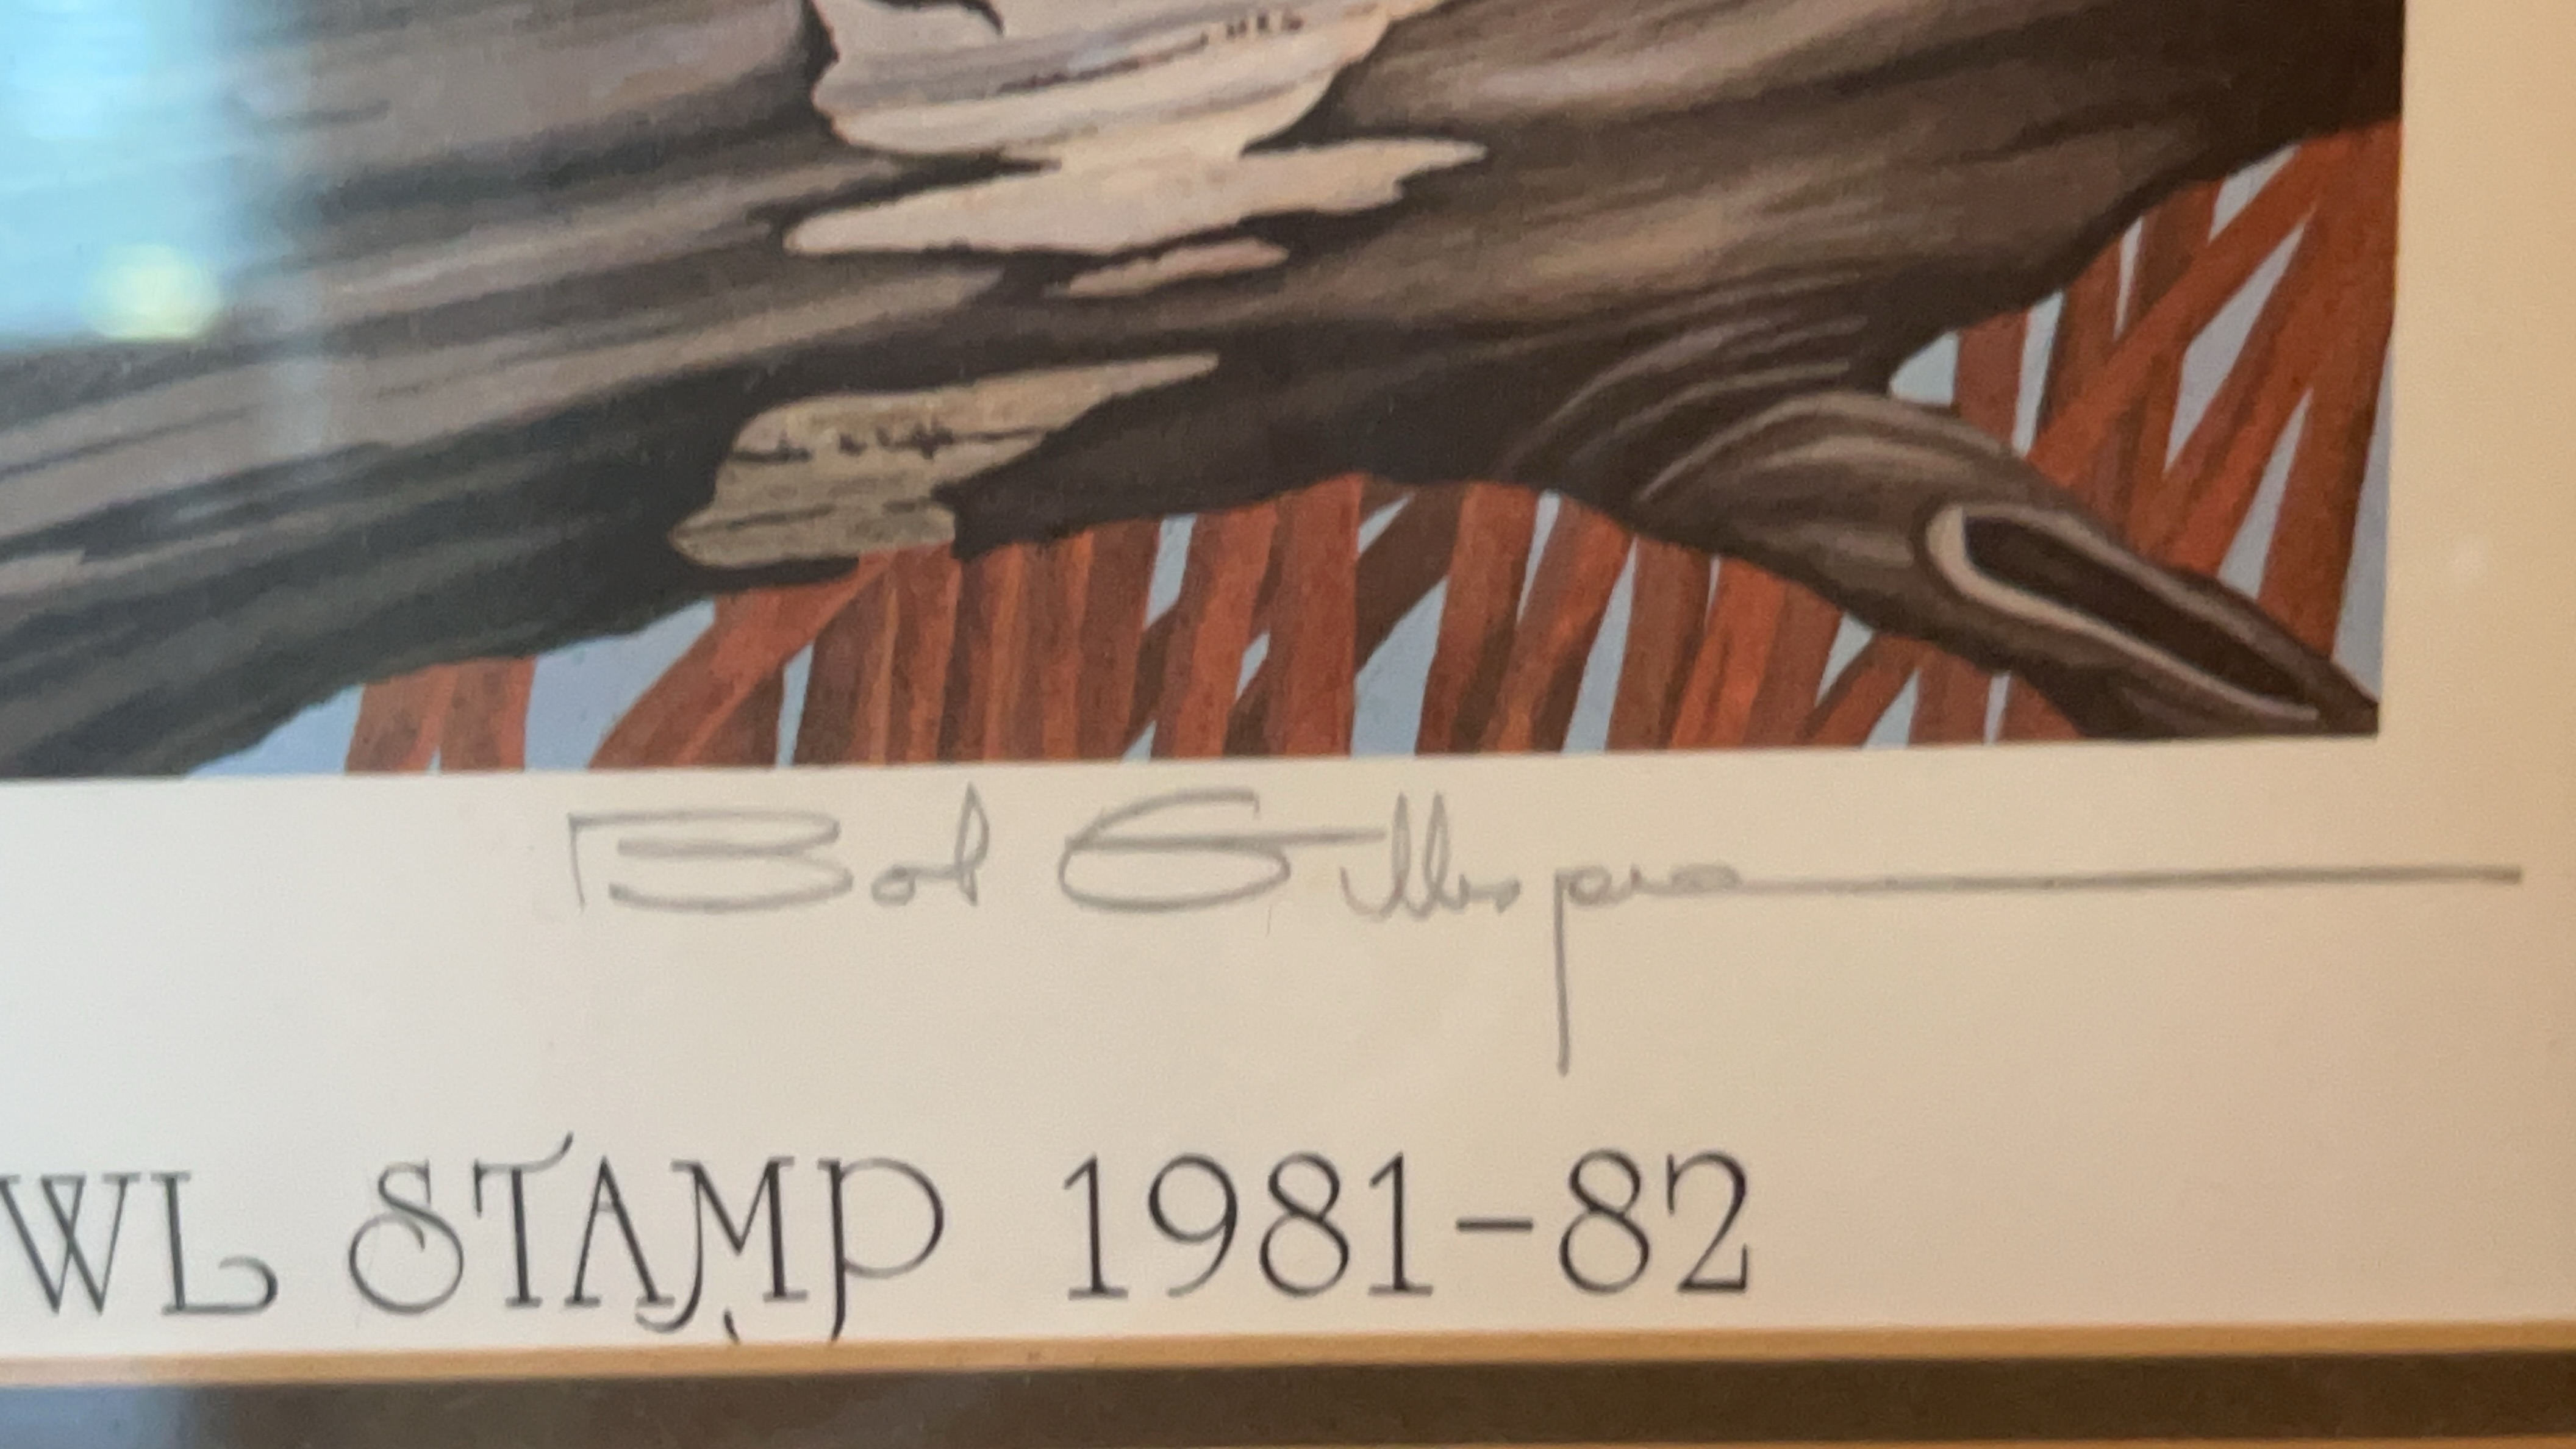 Bob Gillespie
WL STAMP 1981-82